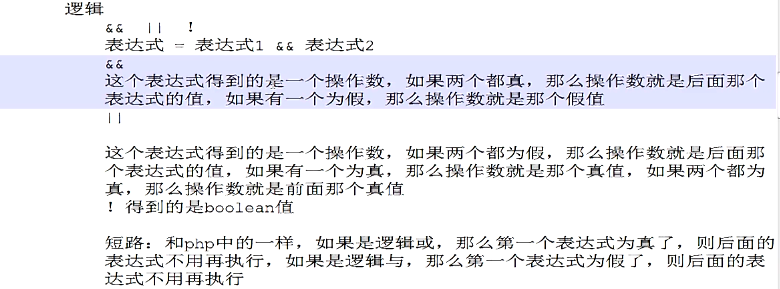 逻辑
&& || !
表达式 = 表达式1 && 表达式2
&&
这个表达式得到的是一个操作数，如果两个都真，那么操作数就是后面那个
表达式的值，如果有一个为假，那么操作数就是那个假值
||
这个表达式得到的是一个操作数，如果两个都为假，那么操作数就是后面那
个表达式的值，如果有一个为真，那么操作数就是那个真值，如果两个都为
真，那么操作数就是前面那个真值
! 得到的是boolean值
短路：和php中的一样，如果是逻辑或，那么第一个表达式为真了，则后面的
表达式不用再执行，如果是逻辑与，那么第一个表达式为假了，则后面的表
达式不用再执行